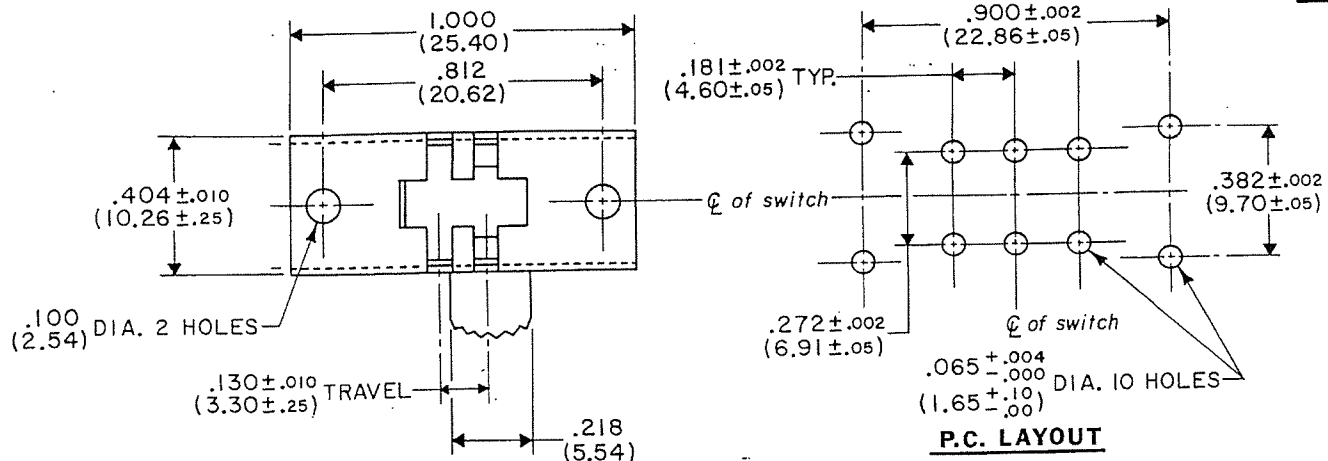 1.000
(25.40)
.812
(20.62)
.404±.010
(10.26±.25)
.100
(2.54) DIA. 2 HOLES
.130±.010
(3.30±.25) TRAVEL
.218
(5.54)
℄ of switch
.900±.002
(22.86±.05)
.181±.002
(4.60±.05) TYP.
.382±.002
(9.70±.05)
.272±.002
(6.91±.05)
℄ of switch
.065 +.004 -.000
(1.65 +.10 -.00) DIA. 10 HOLES
P.C. LAYOUT